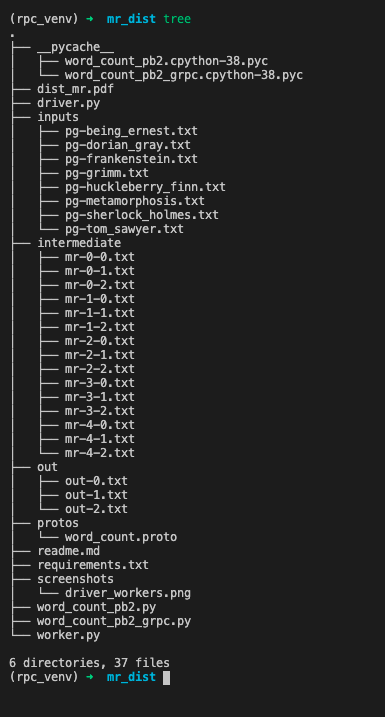 (rpc_venv) ➜  mr_dist tree
.
├── __pycache__
│   ├── word_count_pb2.cpython-38.pyc
│   └── word_count_pb2_grpc.cpython-38.pyc
├── dist_mr.pdf
├── driver.py
├── inputs
│   ├── pg-being_ernest.txt
│   ├── pg-dorian_gray.txt
│   ├── pg-frankenstein.txt
│   ├── pg-grimm.txt
│   ├── pg-huckleberry_finn.txt
│   ├── pg-metamorphosis.txt
│   ├── pg-sherlock_holmes.txt
│   └── pg-tom_sawyer.txt
├── intermediate
│   ├── mr-0-0.txt
│   ├── mr-0-1.txt
│   ├── mr-0-2.txt
│   ├── mr-1-0.txt
│   ├── mr-1-1.txt
│   ├── mr-1-2.txt
│   ├── mr-2-0.txt
│   ├── mr-2-1.txt
│   ├── mr-2-2.txt
│   ├── mr-3-0.txt
│   ├── mr-3-1.txt
│   ├── mr-3-2.txt
│   ├── mr-4-0.txt
│   ├── mr-4-1.txt
│   └── mr-4-2.txt
├── out
│   ├── out-0.txt
│   ├── out-1.txt
│   └── out-2.txt
├── protos
│   └── word_count.proto
├── readme.md
├── requirements.txt
├── screenshots
│   └── driver_workers.png
├── word_count_pb2.py
├── word_count_pb2_grpc.py
└── worker.py

6 directories, 37 files
(rpc_venv) ➜  mr_dist